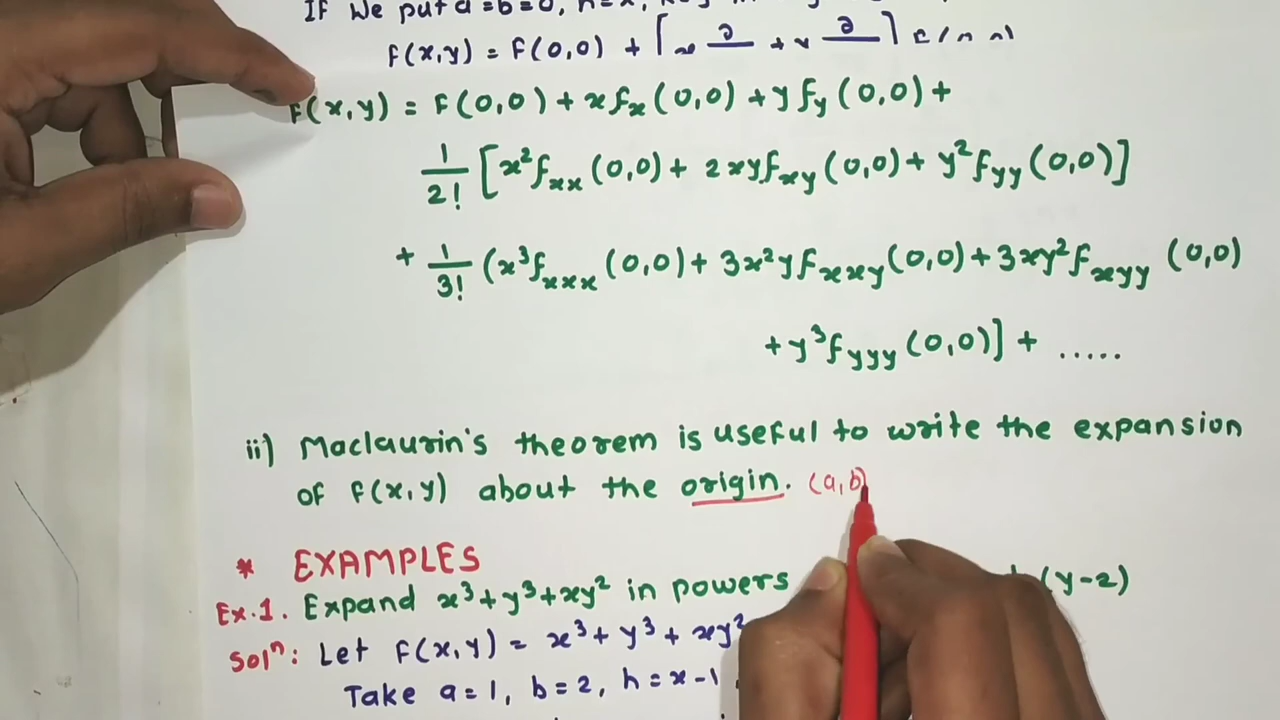 If We put a = b = 0, h = x,
F(x,y) = F(0,0) + [x ∂ + y ∂ ]
F(x,y) = F(0,0) + x fx (0,0) + y fy (0,0) +
1/2! [x² fxx (0,0) + 2xy fxy (0,0) + y² fyy (0,0)]
+ 1/3! (x³ fxxx (0,0) + 3x²y fxxy (0,0) + 3xy² fxyy (0,0)
+ y³ fyyy (0,0)] + .....
ii) Maclaurin's theorem is useful to write the expansion
of F(x,y) about the origin. (a,b)
* EXAMPLES
Ex.1. Expand x³+y³+xy² in powers (y-2)
Solⁿ: Let F(x,y) = x³ + y³ + xy²
Take a=1, b=2, h=x-1